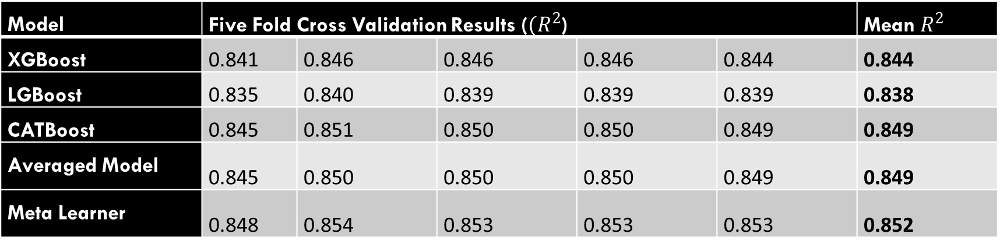 Model Five Fold Cross Validation Results ((𝑅²) Mean 𝑅²
XGBoost 0.841 0.846 0.846 0.846 0.844 0.844
LGBoost 0.835 0.840 0.839 0.839 0.839 0.838
CATBoost 0.845 0.851 0.850 0.850 0.849 0.849
Averaged Model 0.845 0.850 0.850 0.850 0.849 0.849
Meta Learner 0.848 0.854 0.853 0.853 0.853 0.852